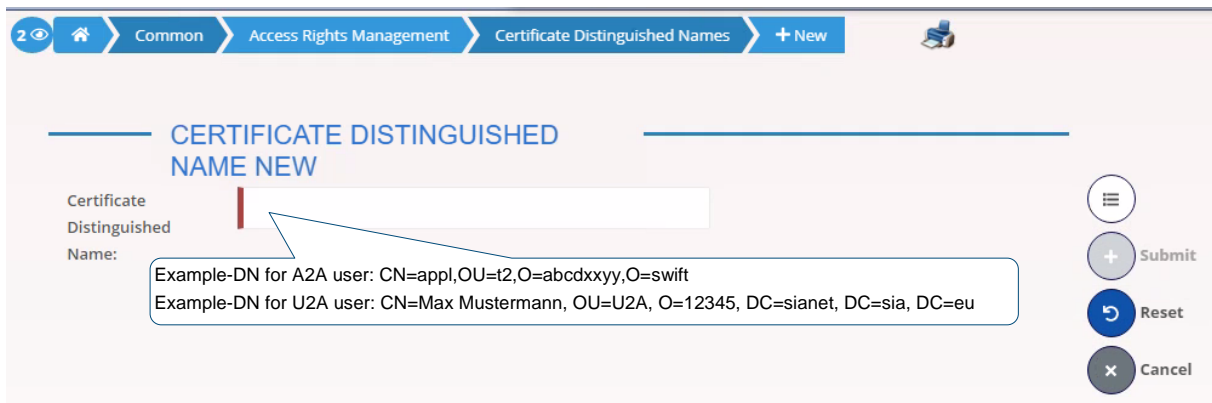 2 Common Access Rights Management Certificate Distinguished Names + New
CERTIFICATE DISTINGUISHED
NAME NEW
Certificate
Distinguished
Name:
Example-DN for A2A user: CN=appl,OU=t2,O=abcdxxyy,O=swift
Example-DN for U2A user: CN=Max Mustermann, OU=U2A, O=12345, DC=sianet, DC=sia, DC=eu
Submit
Reset
Cancel